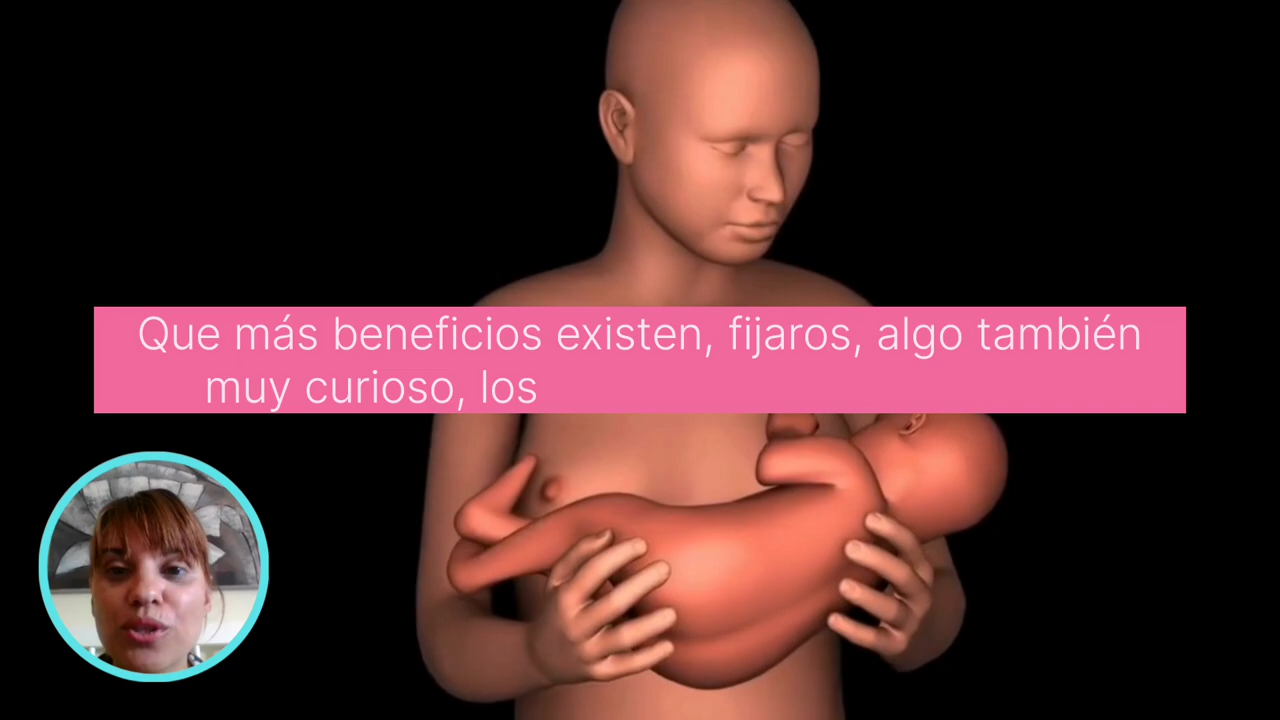 Que más beneficios existen, fijaros, algo también
muy curioso, los